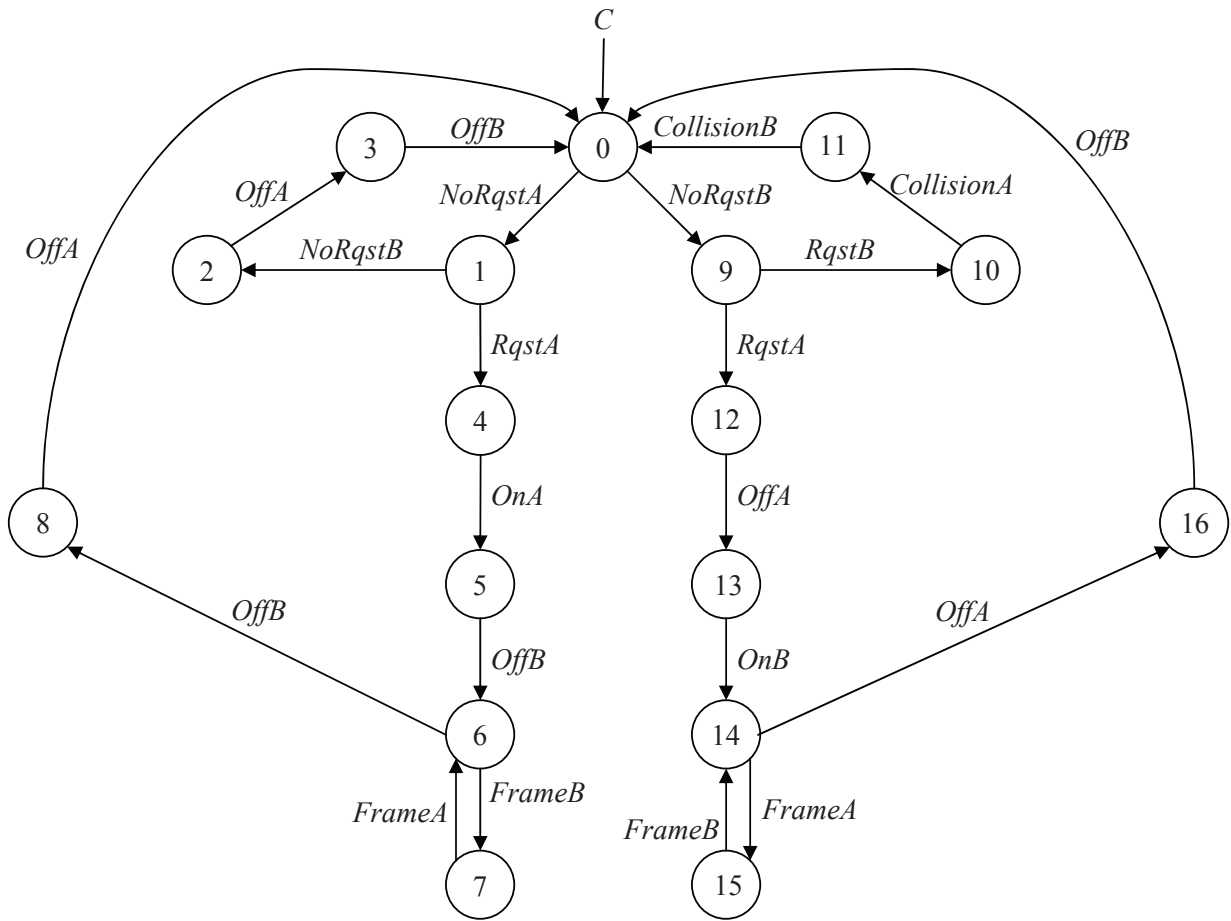 C
3
OffB
0
CollisionB
11
OffB
OffA
NoRqstA
NoRqstB
CollisionA
OffA
2
NoRqstB
1
9
RqstB
10
RqstA
RqstA
4
12
OnA
OffA
8
16
5
13
OffB
OffA
OffB
OnB
6
14
FrameA
FrameB
FrameB
FrameA
7
15